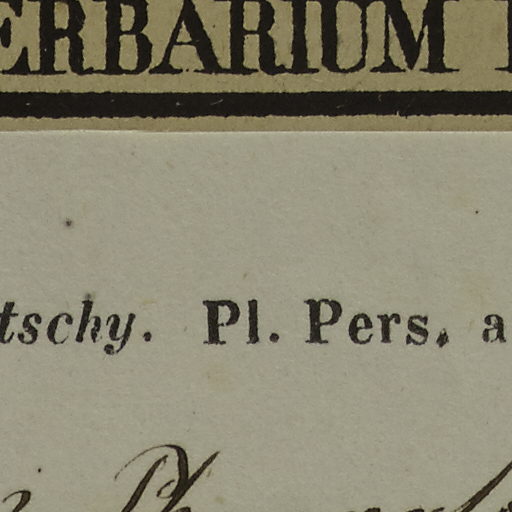 ERBARIUM
tschy. Pl. Pers. a